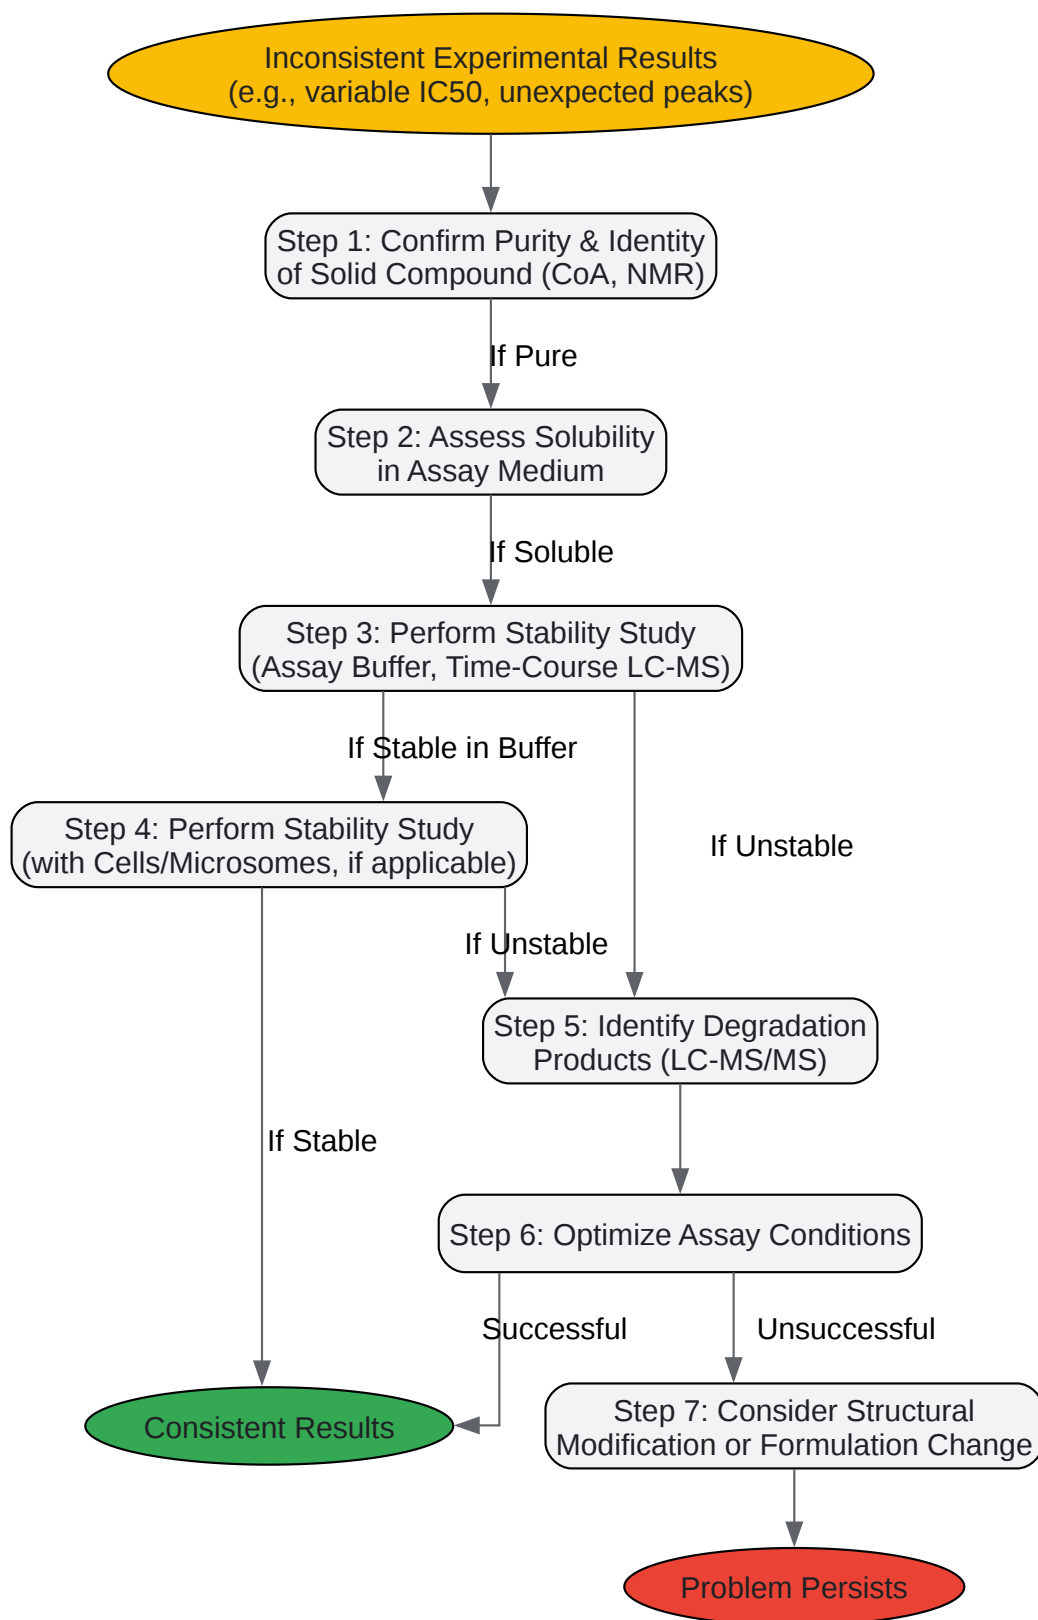 Inconsistent Experimental Results
(e.g., variable IC50, unexpected peaks)
Step 1: Confirm Purity & Identity
of Solid Compound (CoA, NMR)
If Pure
Step 2: Assess Solubility
in Assay Medium
If Soluble
Step 3: Perform Stability Study
(Assay Buffer, Time-Course LC-MS)
If Stable in Buffer
Step 4: Perform Stability Study
(with Cells/Microsomes, if applicable)
If Unstable
If Unstable
Step 5: Identify Degradation
Products (LC-MS/MS)
If Stable
Step 6: Optimize Assay Conditions
Successful
Unsuccessful
Consistent Results
Step 7: Consider Structural
Modification or Formulation Change
Problem Persists